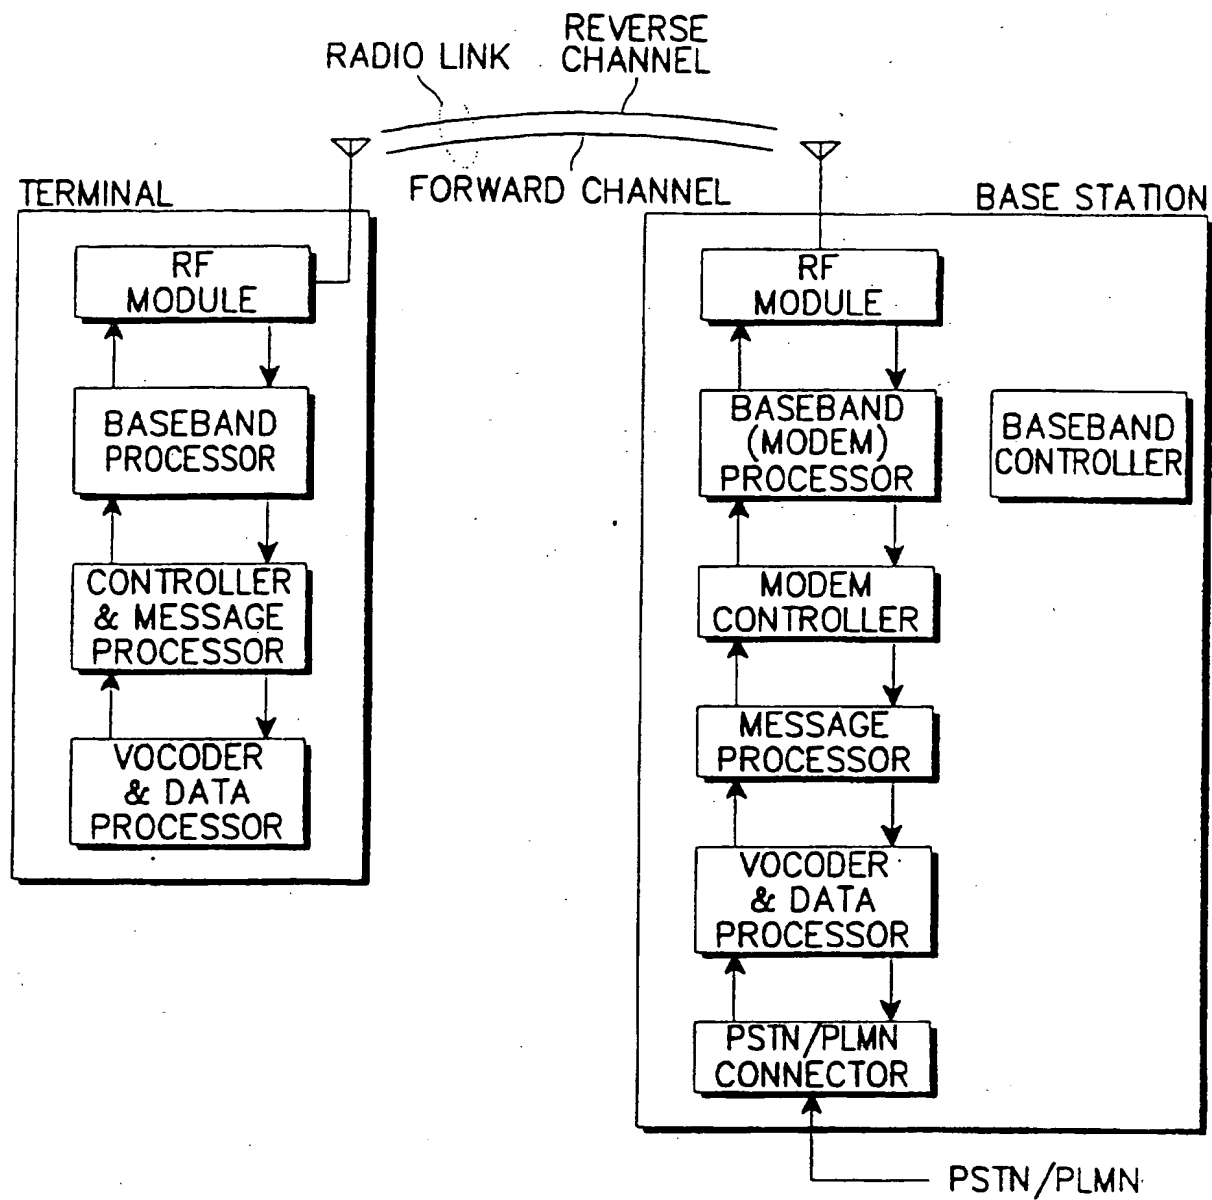 REVERSE
CHANNEL
RADIO LINK
FORWARD CHANNEL
TERMINAL
RF
MODULE
BASEBAND
PROCESSOR
CONTROLLER
& MESSAGE
PROCESSOR
VOCODER
& DATA
PROCESSOR
BASE STATION
RF
MODULE
BASEBAND
(MODEM)
PROCESSOR
BASEBAND
CONTROLLER
MODEM
CONTROLLER
MESSAGE
PROCESSOR
VOCODER
& DATA
PROCESSOR
PSTN/PLMN
CONNECTOR
PSTN/PLMN